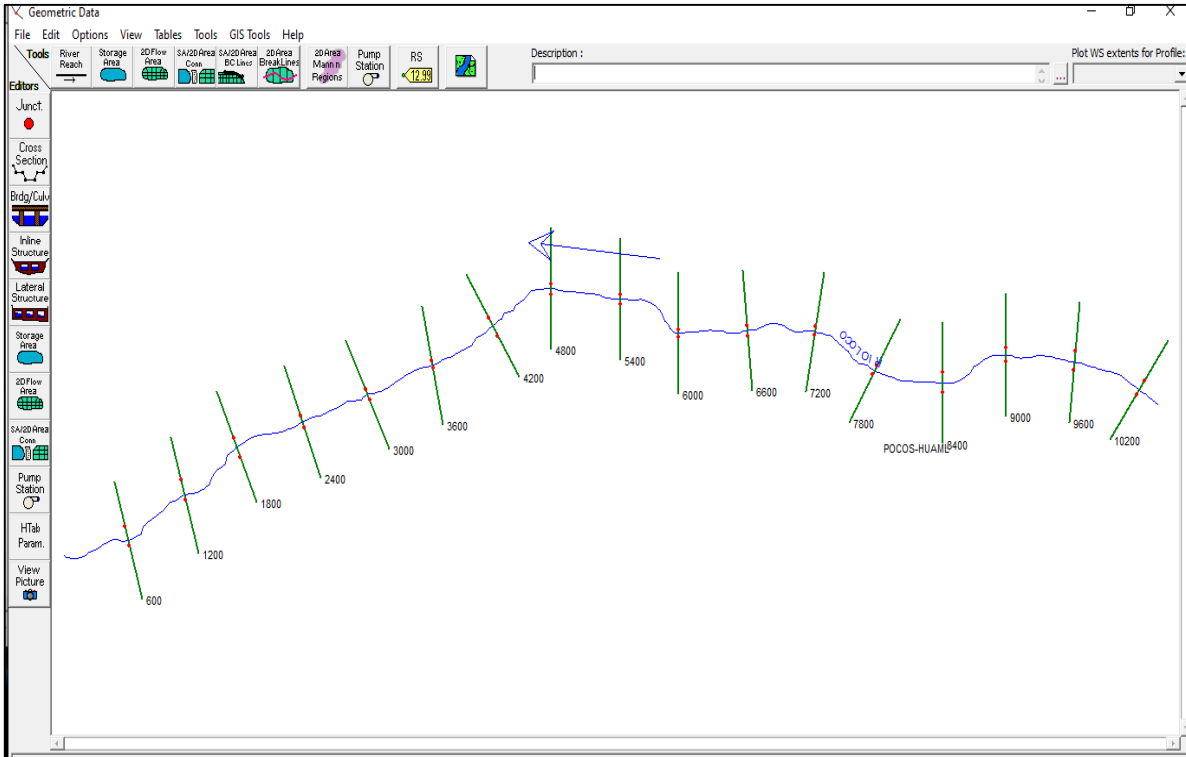 Geometric Data
File Edit Options View Tables Tools GIS Tools Help
Tools
Editors
River
Reach
Storage
Area
2D Flow
Area
SA/2D Area
Conn
SA/2D Area
BC Lines
2D Area
BreakLines
2D Area
Mann n
Regions
Pump
Station
RS
12.99
Description :
...
Plot WS extents for Profile:
Junct.
Cross
Section
Brdg/Culv
Inline
Structure
Lateral
Structure
Storage
Area
2D Flow
Area
SA/2D Area
Conn
Pump
Station
HTab
Param.
View
Picture
4800
5400
4200
6000
6600
7200
3600
3000
7800
8400
9000
9600
10200
POCOS-HUAML
2400
1800
1200
600